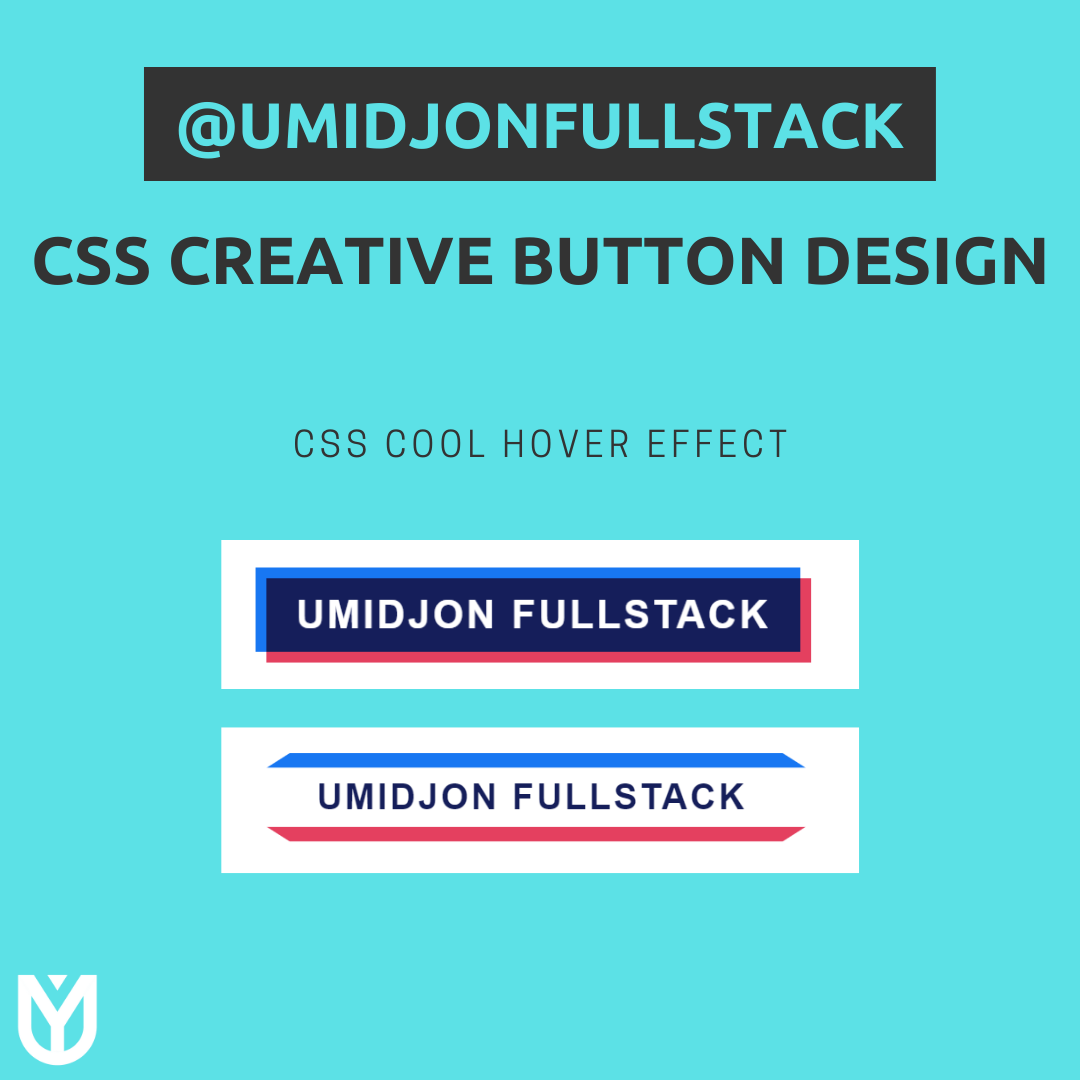 @UMIDJONFULLSTACK
CSS CREATIVE BUTTON DESIGN
CSS COOL HOVER EFFECT
UMIDJON FULLSTACK
UMIDJON FULLSTACK